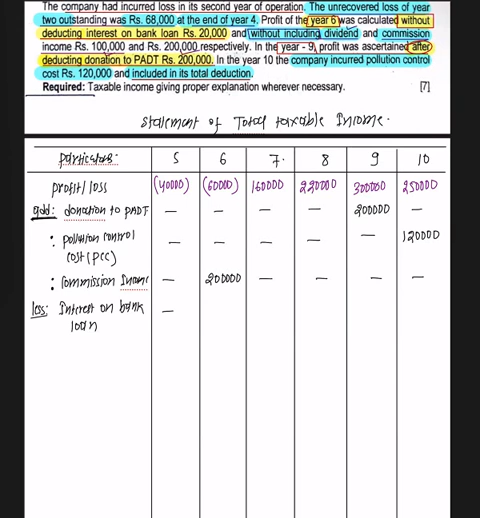 The company had incurred loss in its second year of operation. The unrecovered loss of year
two outstanding was Rs. 68,000 at the end of year 4. Profit of the year 6 was calculated without
deducting interest on bank loan Rs. 20,000 and without including dividend and commission
income Rs. 100,000 and Rs. 200,000 respectively. In the year - 9, profit was ascertained after
deducting donation to PADT Rs. 200,000. In the year 10 the company incurred pollution control
cost Rs. 120,000 and included in its total deduction.
Required: Taxable income giving proper explanation wherever necessary. [7]
Statement of Total taxable Income.
particulars: 5 6 7. 8 9 10
profit/loss (40000) (60000) 160000 220000 300000 250000
add: donation to PADT — — — — 200000 —
: pollution control — — — — — 120000
cost (PCC)
: commission Income — 200000 — — — —
less: Interest on bank —
loan